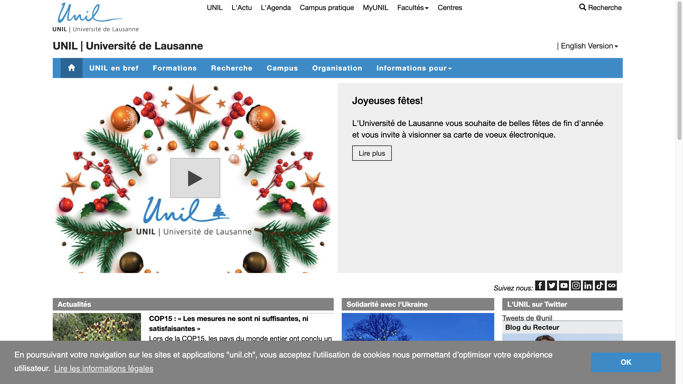 Unil
UNIL | Université de Lausanne
UNIL L'Actu L'Agenda Campus pratique MyUNIL Facultés Centres
Recherche
UNIL | Université de Lausanne
| English Version
UNIL en bref Formations Recherche Campus Organisation Informations pour
Unil
UNIL | Université de Lausanne
Joyeuses fêtes!
L'Université de Lausanne vous souhaite de belles fêtes de fin d'année
et vous invite à visionner sa carte de voeux électronique.
Lire plus
Suivez nous:
Actualités
COP15 : « Les mesures ne sont ni suffisantes, ni
satisfaisantes »
Lors de la COP15, les pays du monde entier ont conclu un
Solidarité avec l'Ukraine
L'UNIL sur Twitter
Tweets de @unil
Blog du Recteur
En poursuivant votre navigation sur les sites et applications "unil.ch", vous acceptez l'utilisation de cookies nous permettant d'optimiser votre expérience
utilisateur. Lire les informations légales
OK